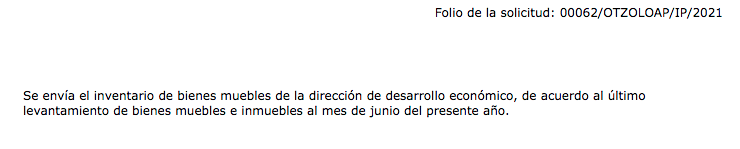 Folio de la solicitud: 00062/OTZOLOAP/IP/2021
Se envía el inventario de bienes muebles de la dirección de desarrollo económico, de acuerdo al último
levantamiento de bienes muebles e inmuebles al mes de junio del presente año.